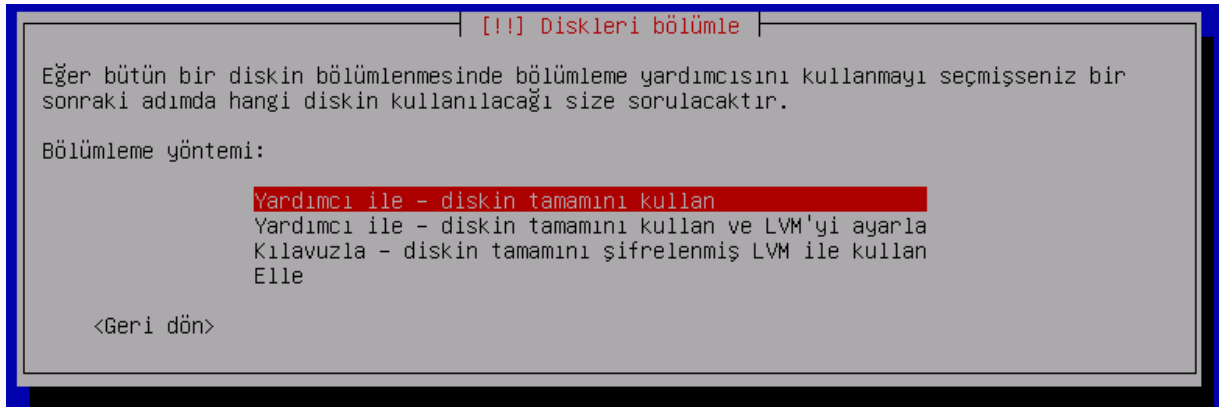 [!!] Diskleri bölümle
Eğer bütün bir diskin bölümlenmesinde bölümleme yardımcısını kullanmayı seçmişseniz bir
sonraki adımda hangi diskin kullanılacağı size sorulacaktır.
Bölümleme yöntemi:
Yardımcı ile – diskin tamamını kullan
Yardımcı ile – diskin tamamını kullan ve LVM'yi ayarla
Kılavuzla – diskin tamamını şifrelenmiş LVM ile kullan
Elle
<Geri dön>